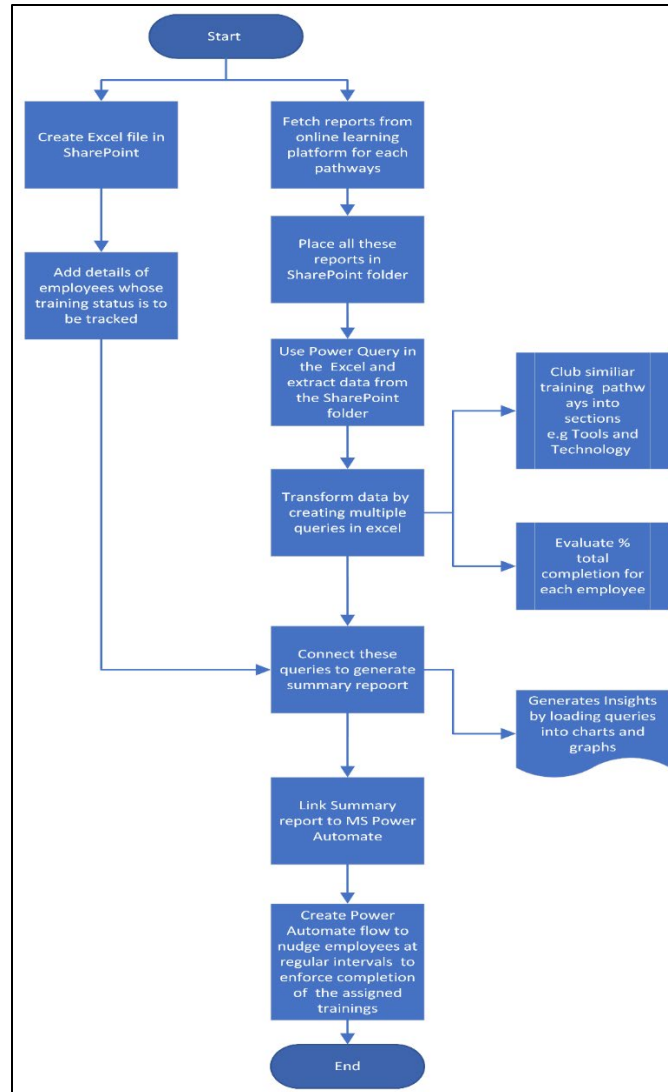 Start
Create Excel file in
SharePoint
Fetch reports from
online learning
platform for each
pathways
Add details of
employees whose
training status is to
be tracked
Place all these
reports in
SharePoint folder
Use Power Query in
the Excel and
extract data from
the SharePoint
folder
Club similiar
training pathw
ays into
sections
e.g Tools and
Technology
Transform data by
creating multiple
queries in excel
Evaluate %
total
completion for
each employee
Connect these
queries to generate
summary repoort
Generates Insights
by loading queries
into charts and
graphs
Link Summary
report to MS Power
Automate
Create Power
Automate flow to
nudge employees at
regular intervals to
enforce completion
of the assigned
trainings
End